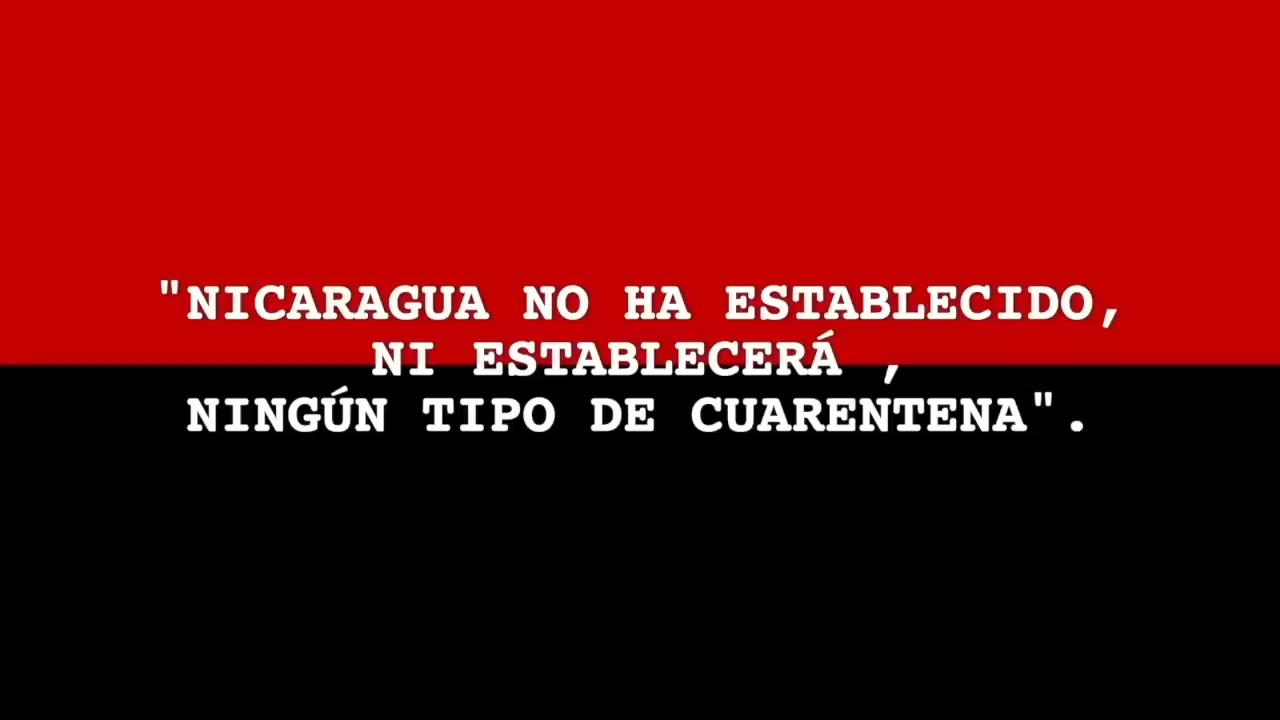 "NICARAGUA NO HA ESTABLECIDO,
NI ESTABLECERÁ ,
NINGÚN TIPO DE CUARENTENA".